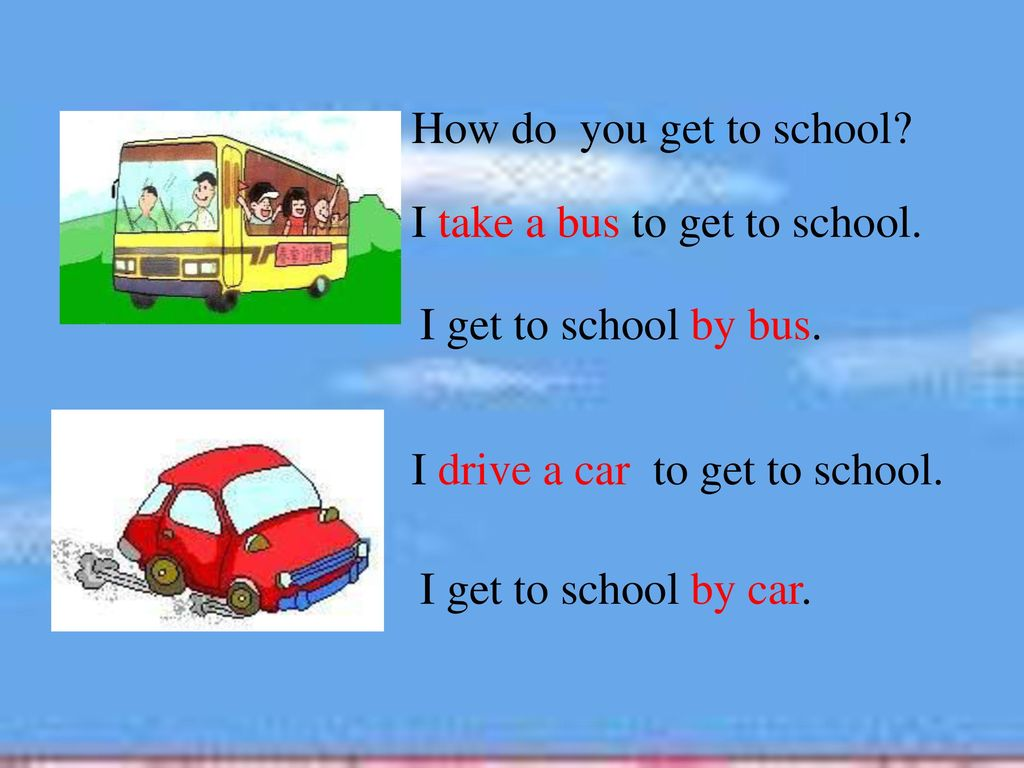 How do  you get to school?
I take a bus to get to school.
I get to school by bus.
I drive a car  to get to school.
I get to school by car.